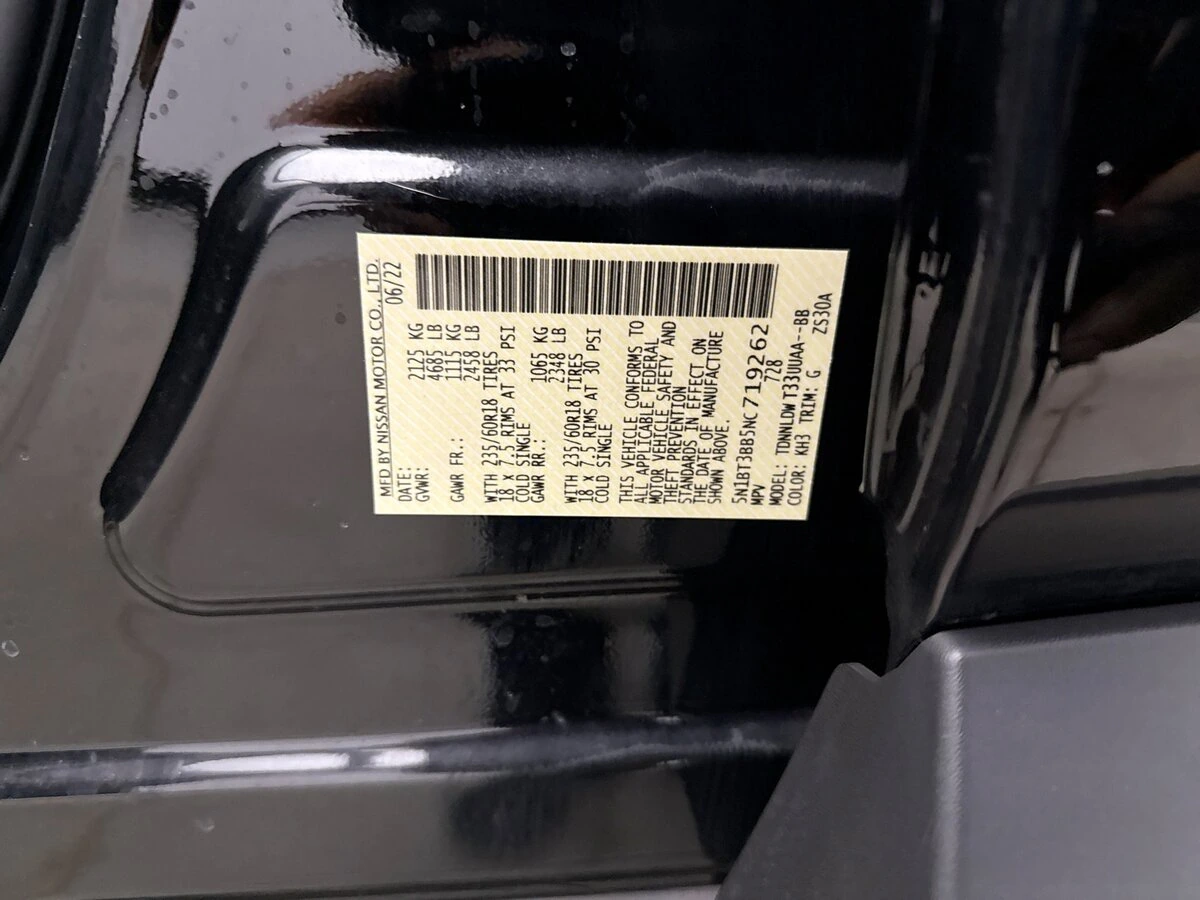 MFD BY NISSAN MOTOR CO., LTD.
DATE: 06/22
GVWR: 2125 KG
4685 LB
GAWR FR.: 1115 KG
2458 LB
WITH 235/60R18 TIRES
18 X 7.5 RIMS AT 33 PSI
COLD SINGLE
GAWR RR.: 1065 KG
2348 LB
WITH 235/60R18 TIRES
18 X 7.5 RIMS AT 30 PSI
COLD SINGLE
THIS VEHICLE CONFORMS TO
ALL APPLICABLE FEDERAL
MOTOR VEHICLE SAFETY AND
THEFT PREVENTION
STANDARDS IN EFFECT ON
THE DATE OF MANUFACTURE
SHOWN ABOVE.
5N1BT3BB5NC719262
MPV 728
MODEL: TDNNLDW T33UUAA--BB
COLOR: KH3 TRIM: G ZS30A